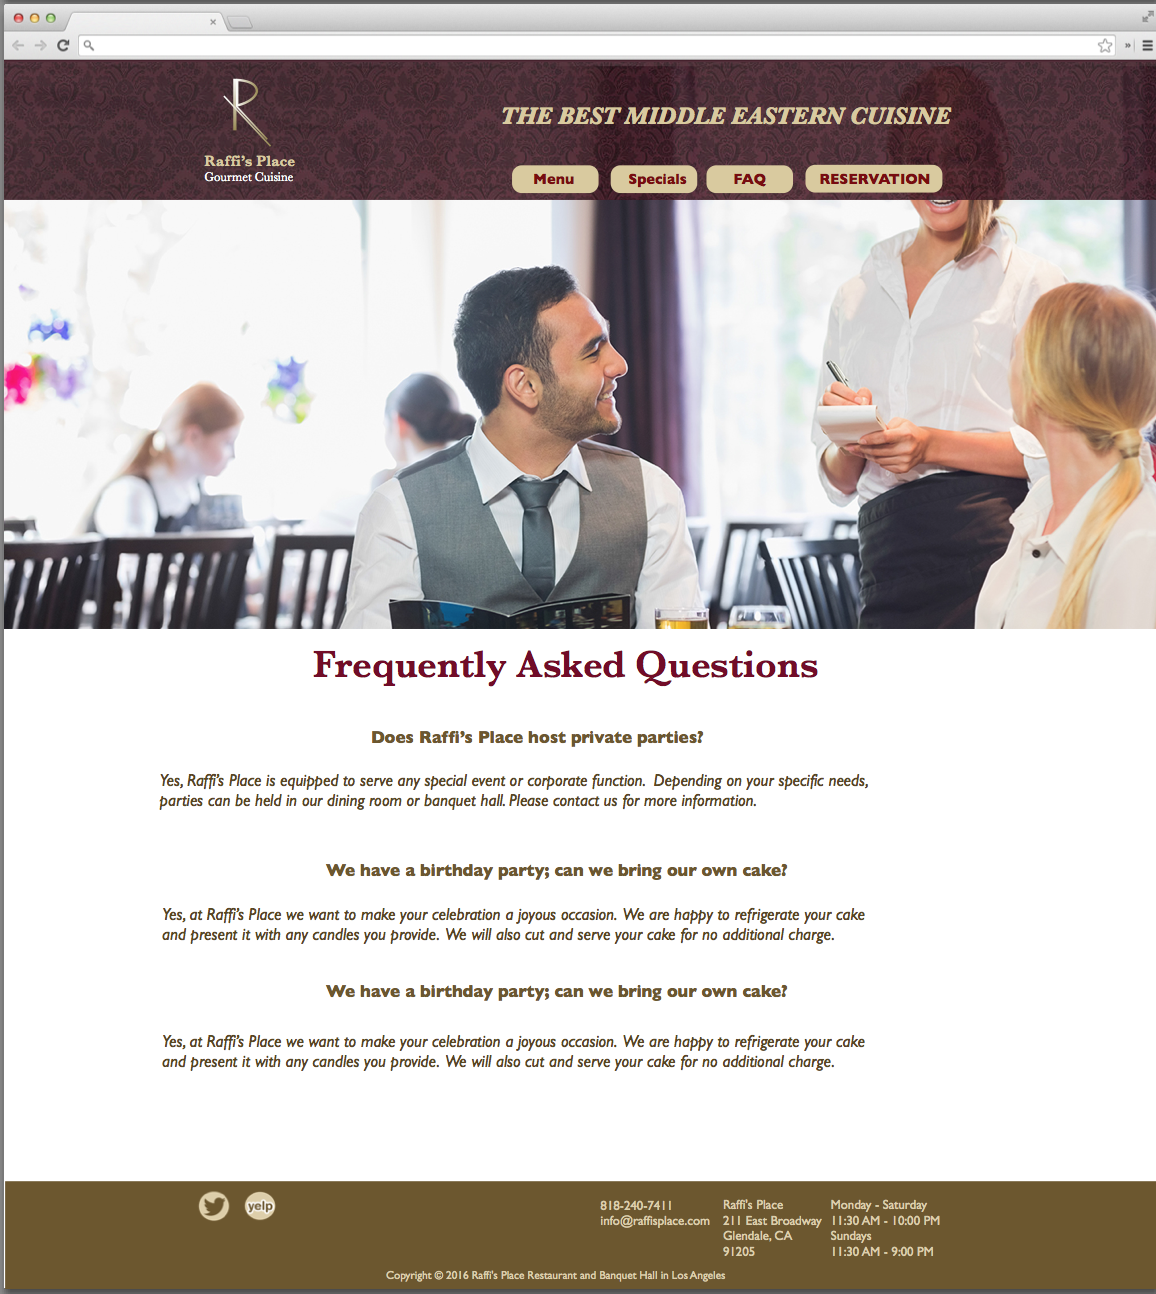 R
Raffi's Place
Gourmet Cuisine
THE BEST MIDDLE EASTERN CUISINE
Menu
Specials
FAQ
RESERVATION
Frequently Asked Questions
Does Raffi's Place host private parties?
Yes, Raffi's Place is equipped to serve any special event or corporate function. Depending on your specific needs,
parties can be held in our dining room or banquet hall. Please contact us for more information.
We have a birthday party; can we bring our own cake?
Yes, at Raffi's Place we want to make your celebration a joyous occasion. We are happy to refrigerate your cake
and present it with any candles you provide. We will also cut and serve your cake for no additional charge.
We have a birthday party; can we bring our own cake?
Yes, at Raffi's Place we want to make your celebration a joyous occasion. We are happy to refrigerate your cake
and present it with any candles you provide. We will also cut and serve your cake for no additional charge.
yelp
818-240-7411
info@raffisplace.com
Raffi's Place
211 East Broadway
Glendale, CA
91205
Monday - Saturday
11:30 AM - 10:00 PM
Sundays
11:30 AM - 9:00 PM
Copyright © 2016 Raffi's Place Restaurant and Banquet Hall in Los Angeles